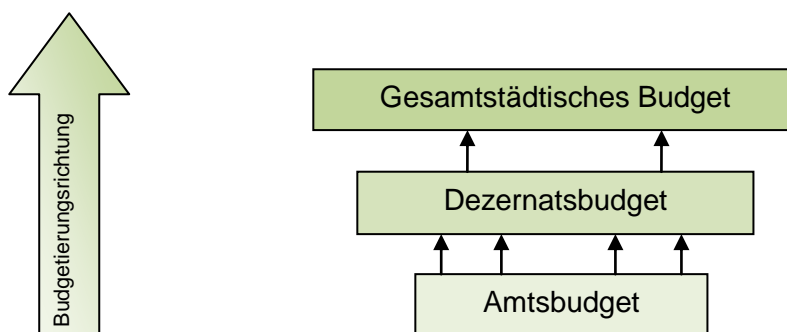 Budgetierungsrichtung
Gesamtstädtisches Budget
Dezernatsbudget
Amtsbudget